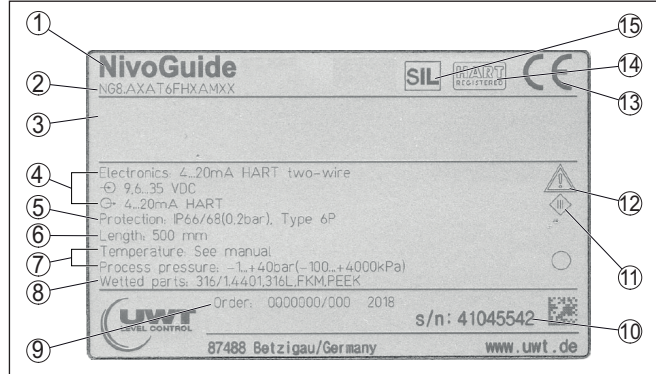 1
NivoGuide
SIL
HART
REGISTERED
CE
15
14
13
2
NG8.AXAT6FHXAMXX
3
4
Electronics: 4...20mA HART two-wire
9,6...35 VDC
4...20mA HART
12
5
Protection: IP66/68(0.2bar), Type 6P
6
Length: 500 mm
7
Temperature: See manual
Process pressure: -1...+40bar(-100...+4000kPa)
11
8
Wetted parts: 316/1.4401,316L,FKM,PEEK
9
Order: 0000000/000 2018
UWT
LEVEL CONTROL
s/n: 41045542
10
87488 Betzigau/Germany
www.uwt.de